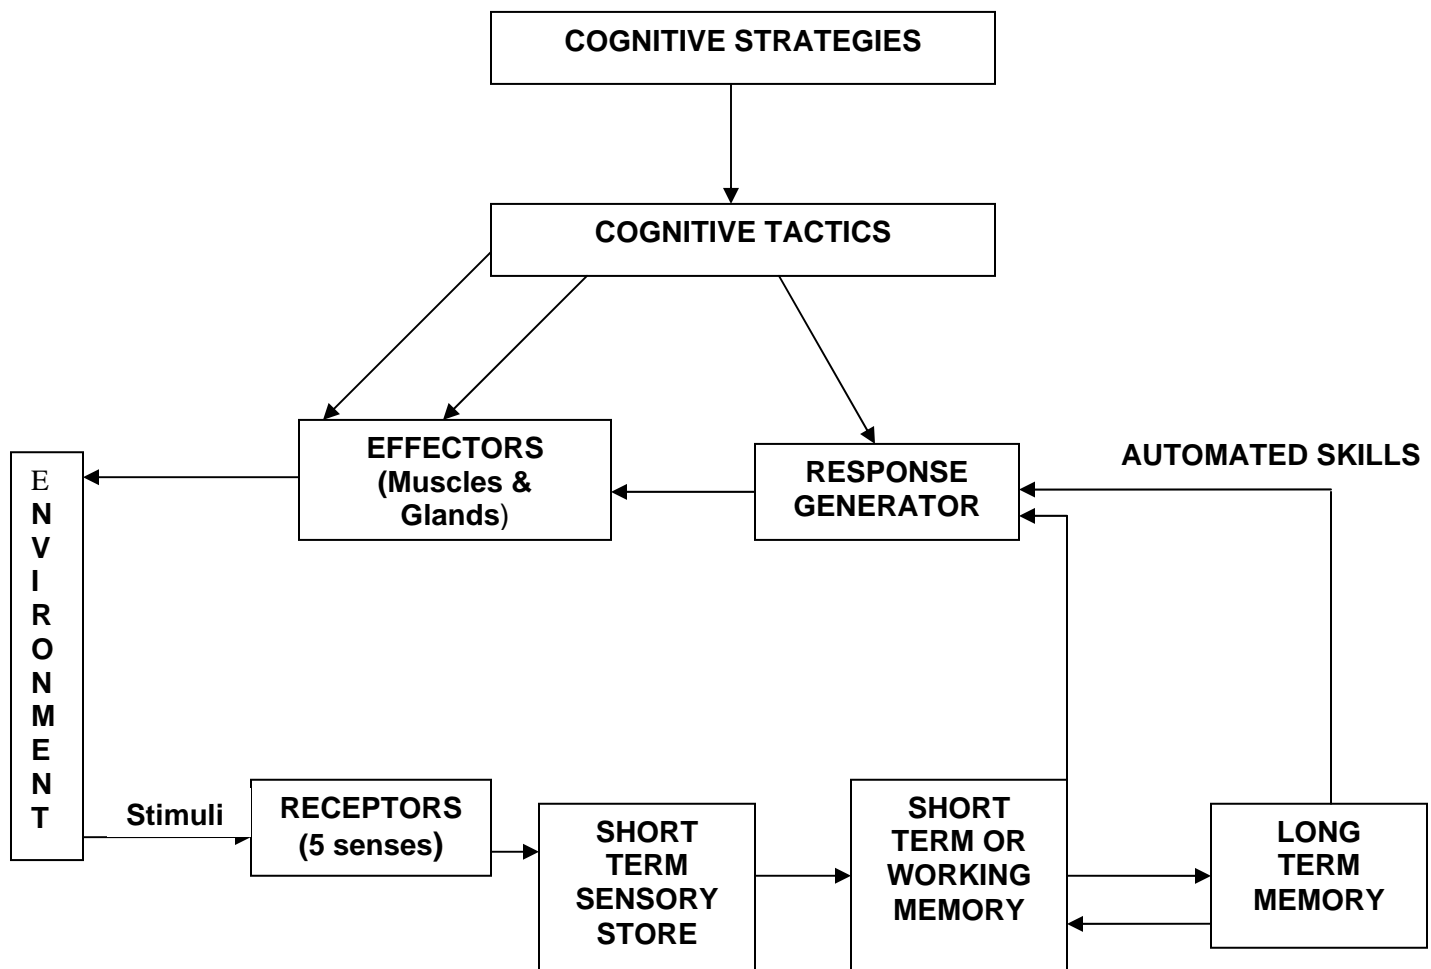 COGNITIVE STRATEGIES
COGNITIVE TACTICS
EFFECTORS
(Muscles &
Glands)
RESPONSE
GENERATOR
AUTOMATED SKILLS
E
N
V
I
R
O
N
M
E
N
T
Stimuli
RECEPTORS
(5 senses)
SHORT
TERM
SENSORY
STORE
SHORT
TERM OR
WORKING
MEMORY
LONG
TERM
MEMORY